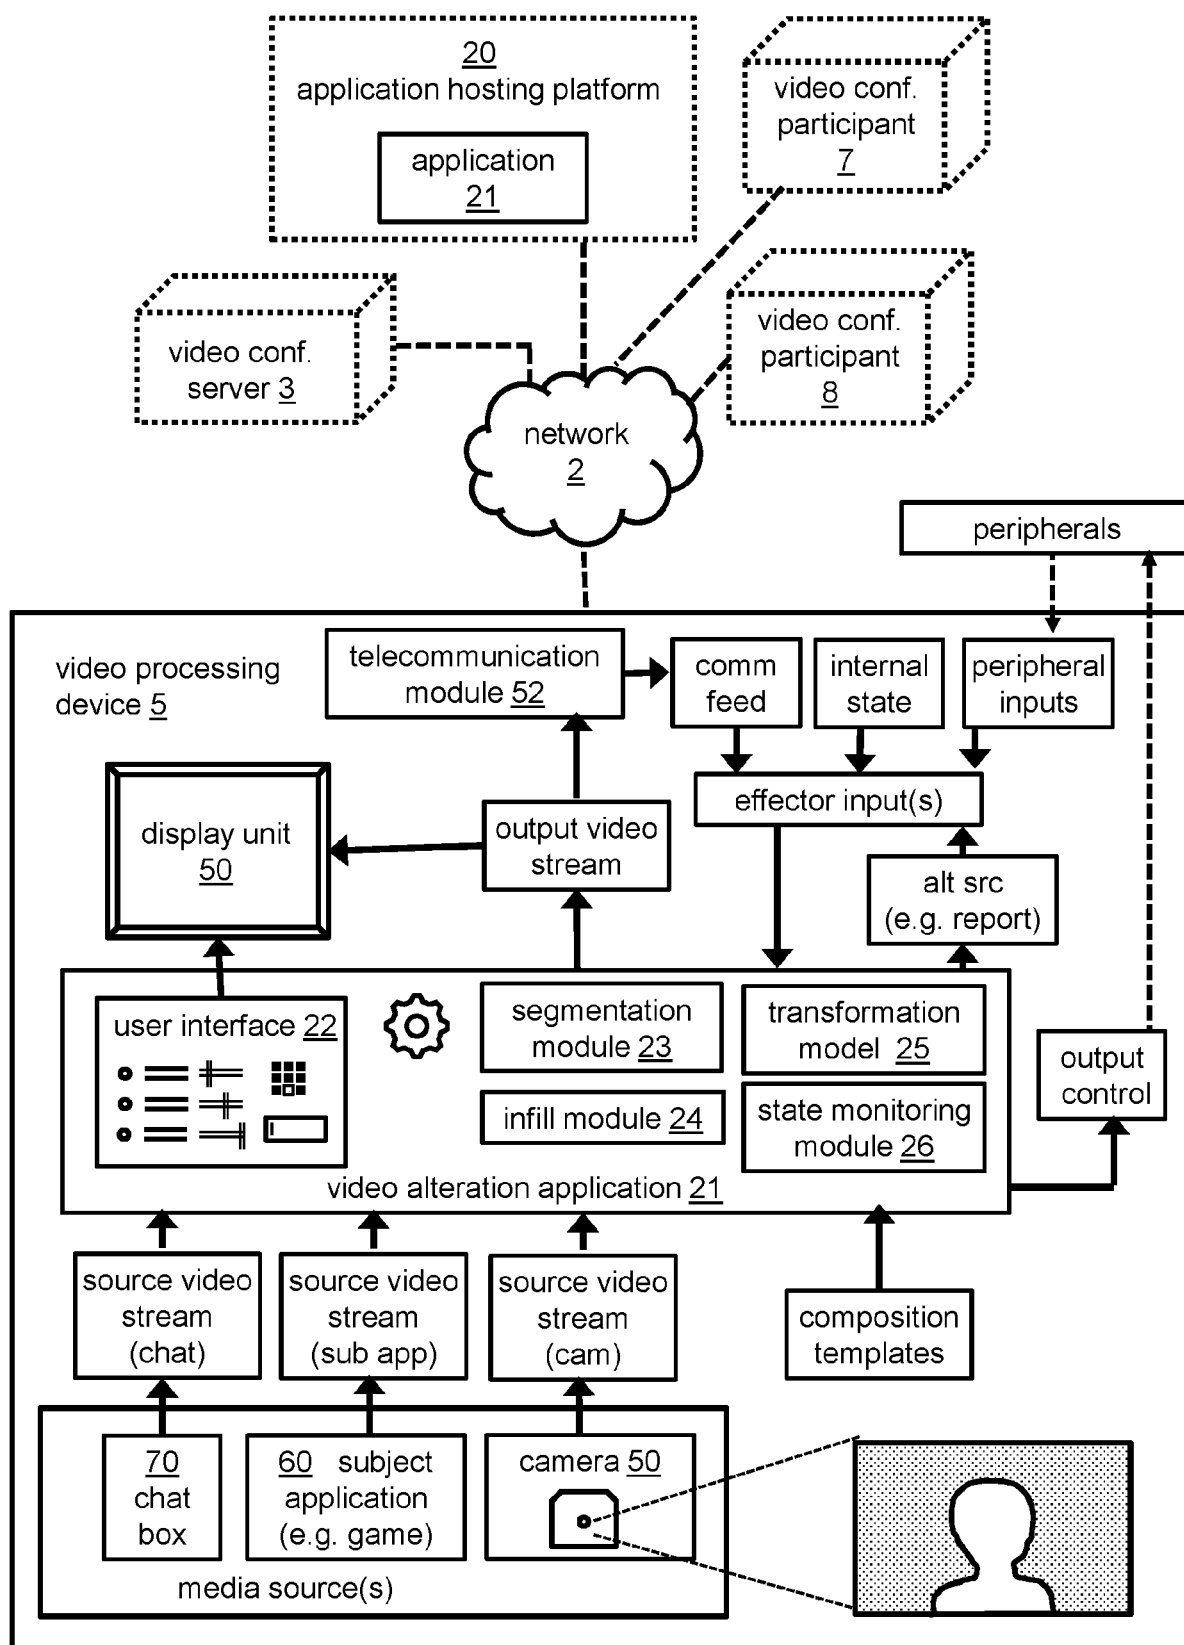 20
application hosting platform
application
21
video conf.
participant
7
video conf.
server 3
video conf.
participant
8
network
2
peripherals
video processing
device 5
telecommunication
module 52
comm
feed
internal
state
peripheral
inputs
effector input(s)
display unit
50
output video
stream
alt src
(e.g. report)
user interface 22
segmentation
module 23
transformation
model 25
infill module 24
state monitoring
module 26
output
control
video alteration application 21
source video
stream
(chat)
source video
stream
(sub app)
source video
stream
(cam)
composition
templates
70
chat
box
60 subject
application
(e.g. game)
camera 50
media source(s)